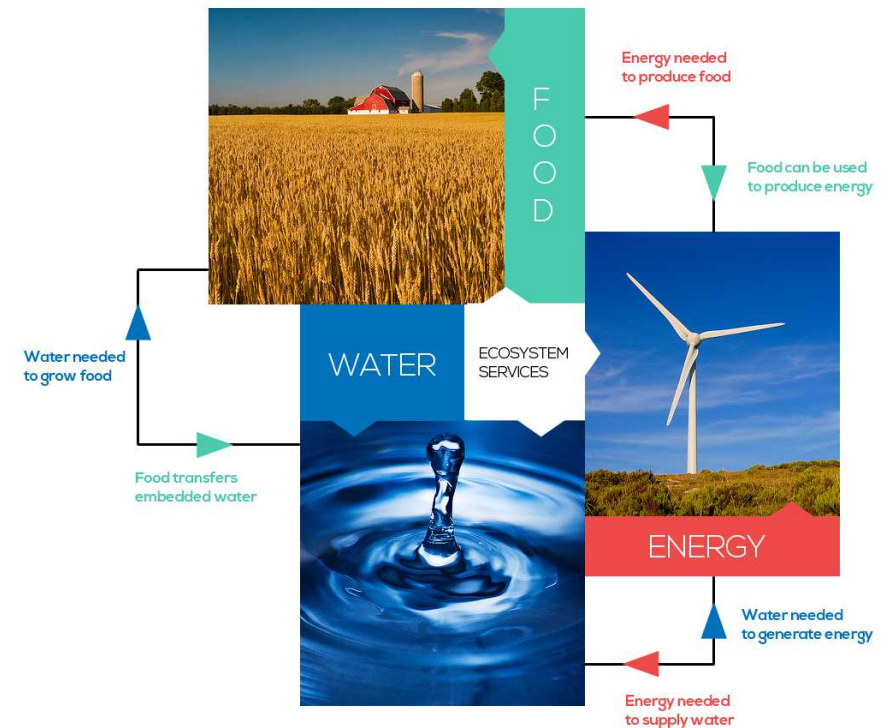 Energy needed
to produce food
FOOD
Food can be used
to produce energy
Water needed
to grow food
WATER
ECOSYSTEM
SERVICES
Food transfers
embedded water
ENERGY
Water needed
to generate energy
Energy needed
to supply water